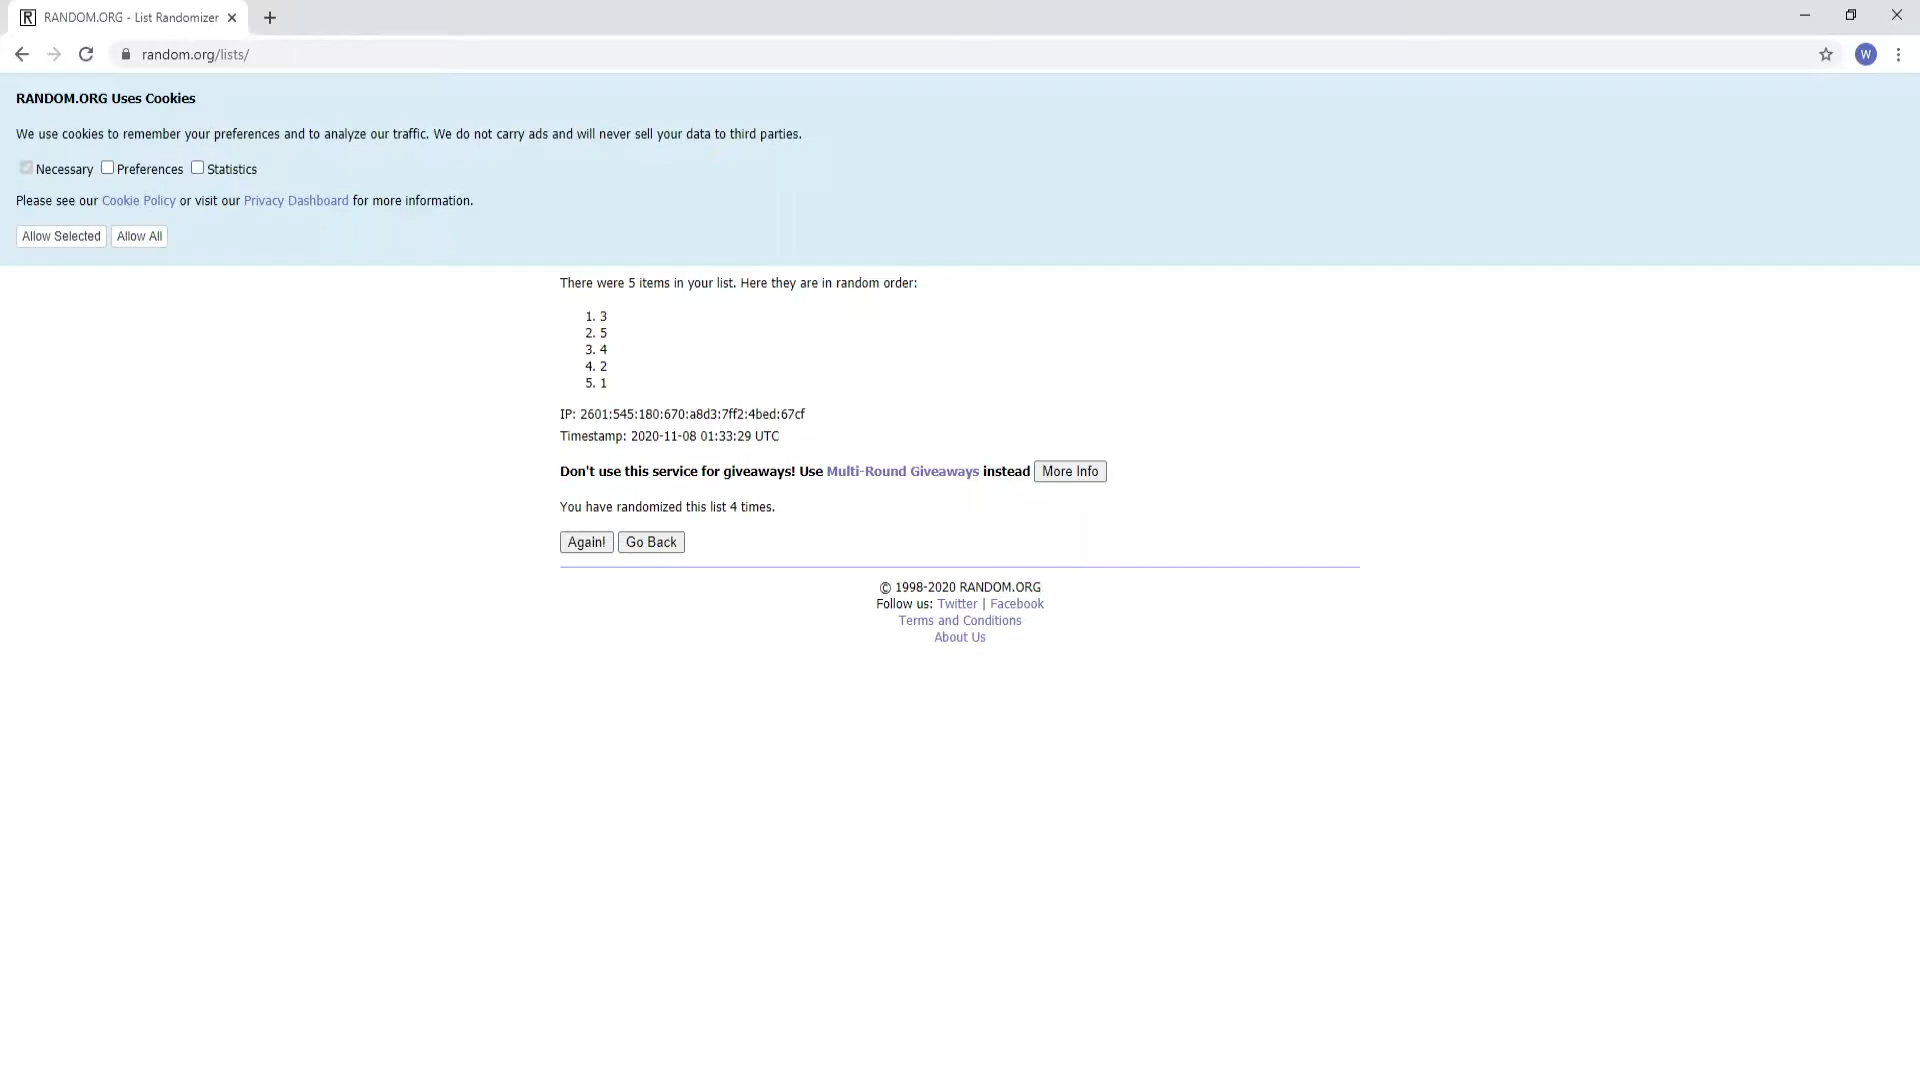 RANDOM.ORG - List Randomizer
random.org/lists/
W
RANDOM.ORG Uses Cookies
We use cookies to remember your preferences and to analyze our traffic. We do not carry ads and will never sell your data to third parties.
Necessary Preferences Statistics
Please see our Cookie Policy or visit our Privacy Dashboard for more information.
Allow Selected Allow All
There were 5 items in your list. Here they are in random order:
1. 3
2. 5
3. 4
4. 2
5. 1
IP: 2601:545:180:670:a8d3:7ff2:4bed:67cf
Timestamp: 2020-11-08 01:33:29 UTC
Don't use this service for giveaways! Use Multi-Round Giveaways instead More Info
You have randomized this list 4 times.
Again! Go Back
© 1998-2020 RANDOM.ORG
Follow us: Twitter | Facebook
Terms and Conditions
About Us